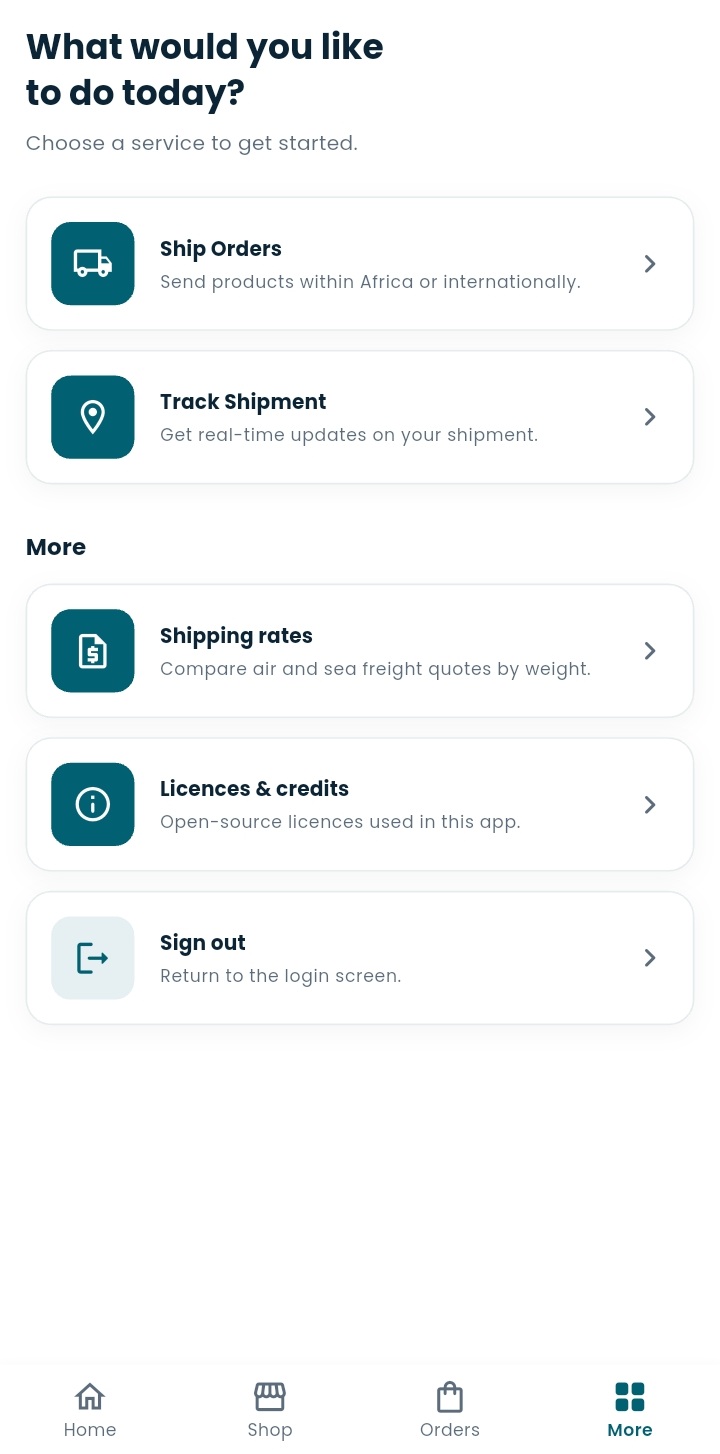 What would you like
to do today?
Choose a service to get started.
Ship Orders
Send products within Africa or internationally.
Track Shipment
Get real-time updates on your shipment.
More
Shipping rates
Compare air and sea freight quotes by weight.
Licences & credits
Open-source licences used in this app.
Sign out
Return to the login screen.
Home
Shop
Orders
More